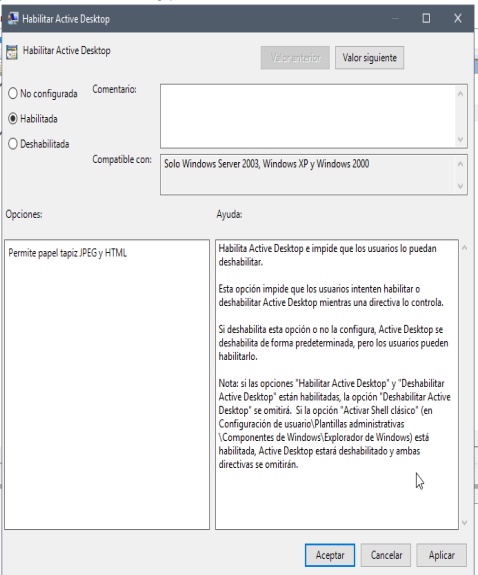 Habilitar Active Desktop
Habilitar Active Desktop
Valor anterior
Valor siguiente
No configurada
Comentario:
Habilitada
Deshabilitada
Compatible con:
Solo Windows Server 2003, Windows XP y Windows 2000
Opciones:
Ayuda:
Permite papel tapiz JPEG y HTML
Habilita Active Desktop e impide que los usuarios lo puedan
deshabilitar.
Esta opción impide que los usuarios intenten habilitar o
deshabilitar Active Desktop mientras una directiva lo controla.
Si deshabilita esta opción o no la configura, Active Desktop se
deshabilita de forma predeterminada, pero los usuarios pueden
habilitarlo.
Nota: si las opciones "Habilitar Active Desktop" y "Deshabilitar
Active Desktop" están habilitadas, la opción "Deshabilitar Active
Desktop" se omitirá.  Si la opción "Activar Shell clásico" (en
Configuración de usuario\Plantillas administrativas
\Componentes de Windows\Explorador de Windows) está
habilitada, Active Desktop estará deshabilitado y ambas
directivas se omitirán.
Aceptar
Cancelar
Aplicar